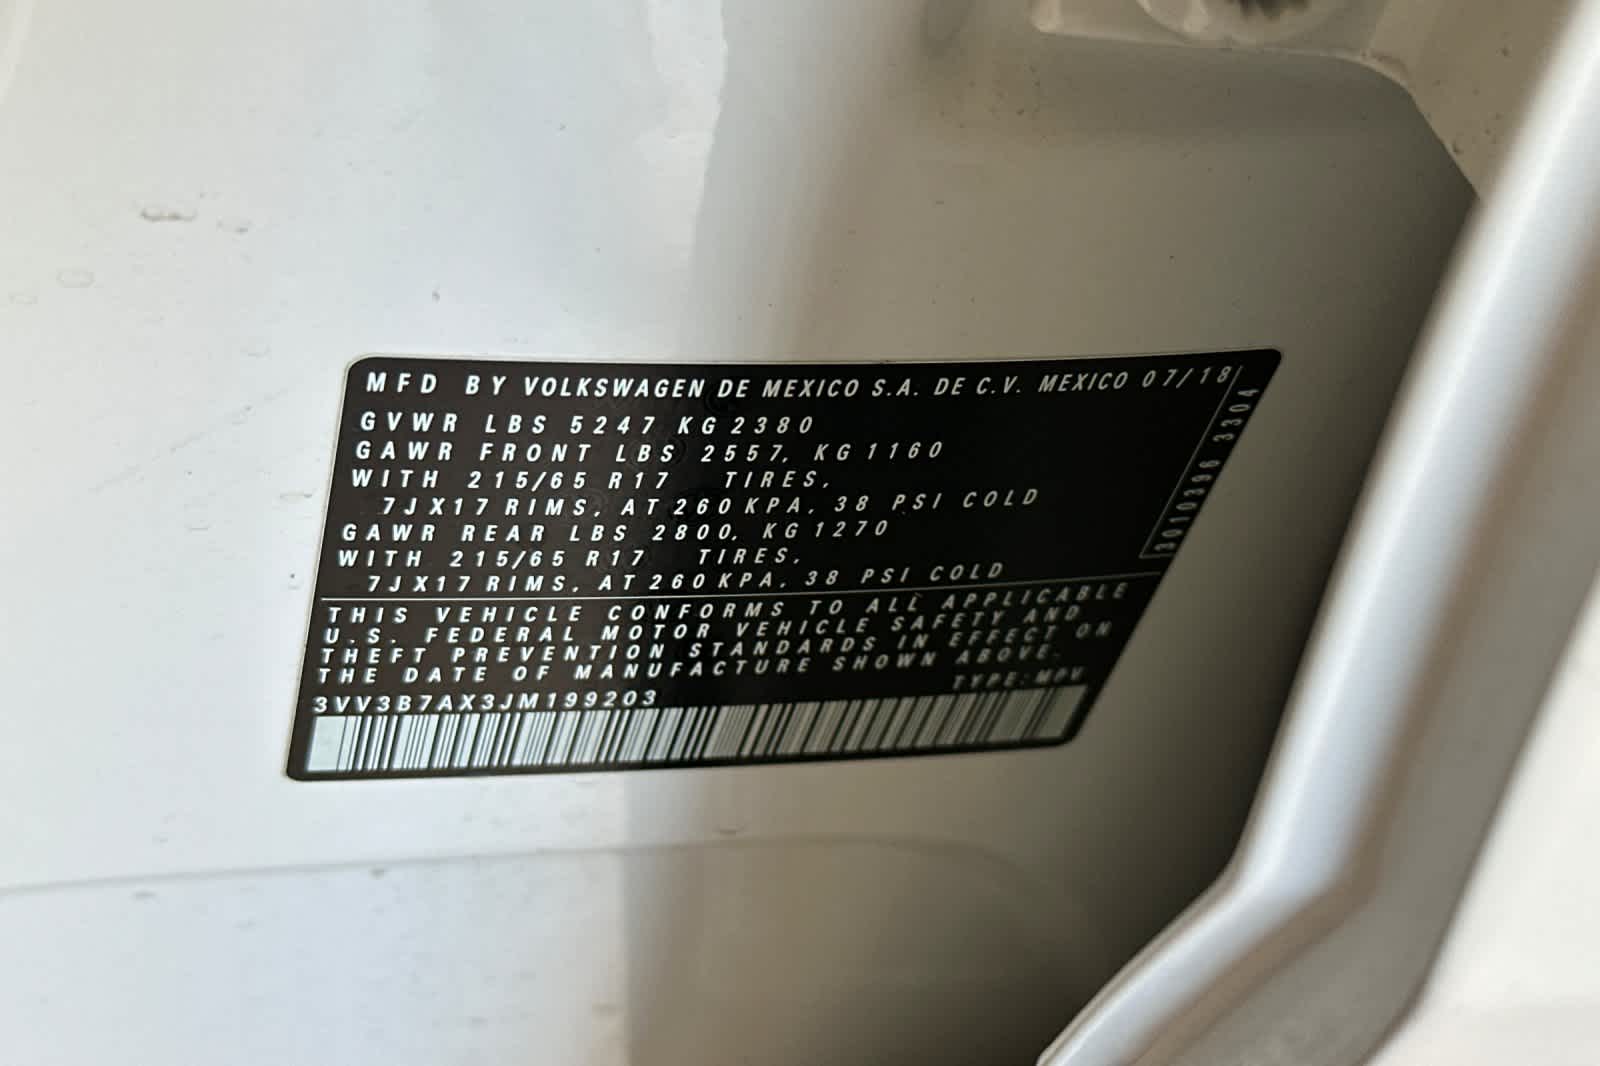 MFD BY VOLKSWAGEN DE MEXICO S.A. DE C.V. MEXICO 07/18
GVWR LBS 5247 KG 2380
GAWR FRONT LBS 2557, KG 1160
WITH 215/65 R17 TIRES,
7JX17 RIMS, AT 260 KPA, 38 PSI COLD
GAWR REAR LBS 2800, KG 1270
WITH 215/65 R17 TIRES,
7JX17 RIMS, AT 260 KPA, 38 PSI COLD
THIS VEHICLE CONFORMS TO ALL APPLICABLE
U.S. FEDERAL MOTOR VEHICLE SAFETY AND
THEFT PREVENTION STANDARDS IN EFFECT ON
THE DATE OF MANUFACTURE SHOWN ABOVE.
TYPE: MPV
3VV3B7AX3JM199203
3010396 3304